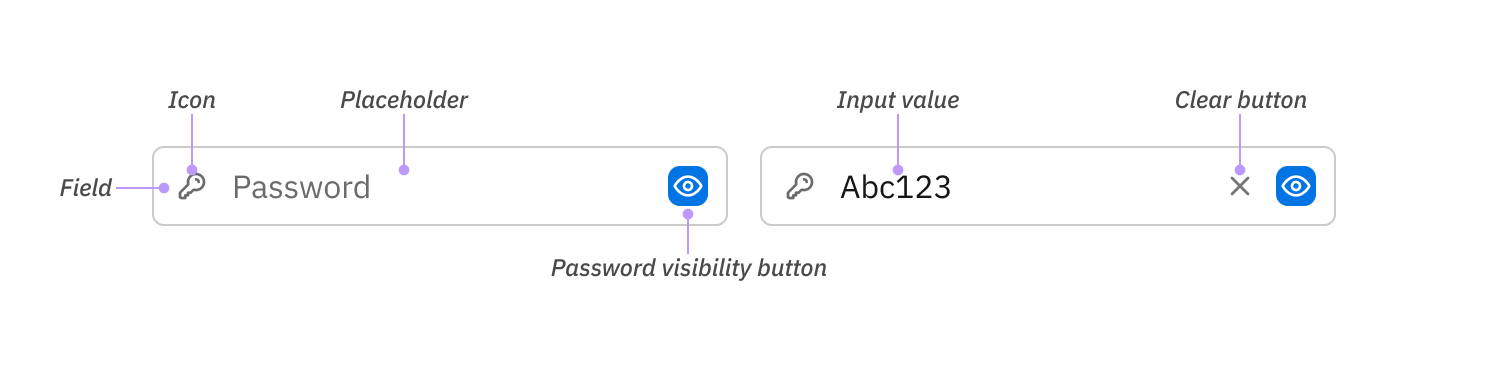 Icon
Placeholder
Input value
Clear button
Field
Password
Abc123
Password visibility button